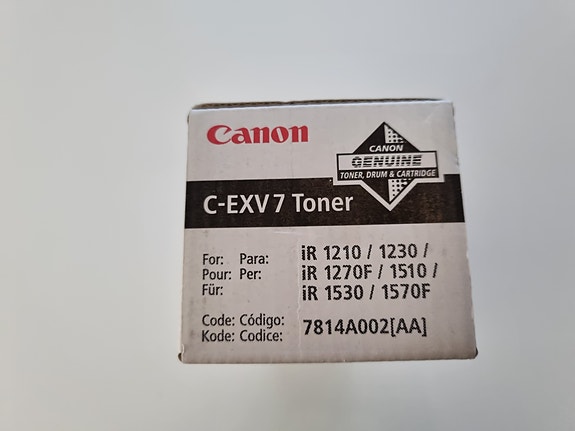 Canon
CANON
GENUINE
TONER, DRUM & CARTRIDGE
C-EXV 7 Toner
For: Para: iR 1210 / 1230 /
Pour: Per: iR 1270F / 1510 /
Für: iR 1530 / 1570F
Code: Código: 7814A002[AA]
Kode: Codice: